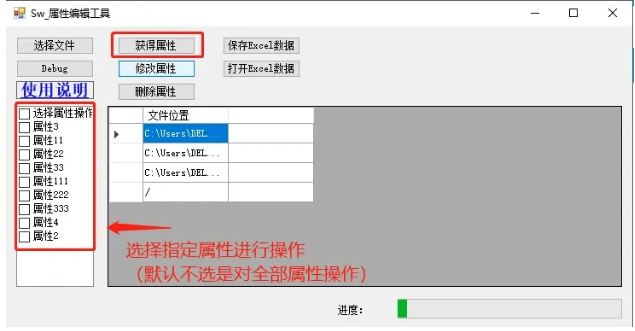 Sw_属性编辑工具
选择文件
获得属性
保存Excel数据
Debug
修改属性
打开Excel数据
使用说明
删除属性
选择属性操作
属性3
属性11
属性22
属性33
属性111
属性222
属性333
属性4
属性2
文件位置
C:\Users\DEL...
C:\Users\DEL...
C:\Users\DEL...
/
选择指定属性进行操作
（默认不选是对全部属性操作）
进度: